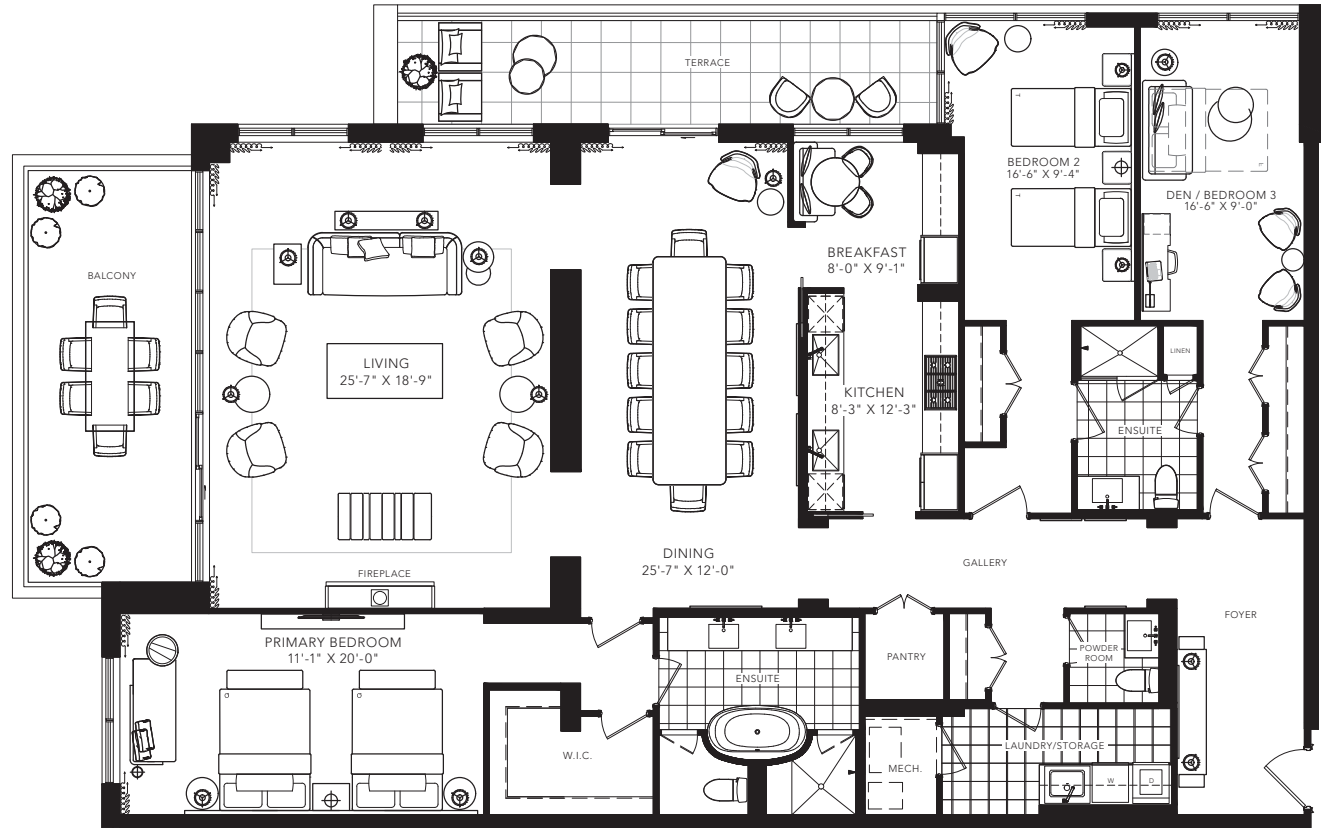 TERRACE
BEDROOM 2
16'-6" X 9'-4"
DEN / BEDROOM 3
16'-6" X 9'-0"
BREAKFAST
8'-0" X 9'-1"
BALCONY
LIVING
25'-7" X 18'-9"
LINEN
KITCHEN
8'-3" X 12'-3"
ENSUITE
DINING
25'-7" X 12'-0"
GALLERY
FIREPLACE
FOYER
PRIMARY BEDROOM
11'-1" X 20'-0"
PANTRY
POWDER
ROOM
ENSUITE
W.I.C.
MECH.
LAUNDRY/STORAGE
W
D